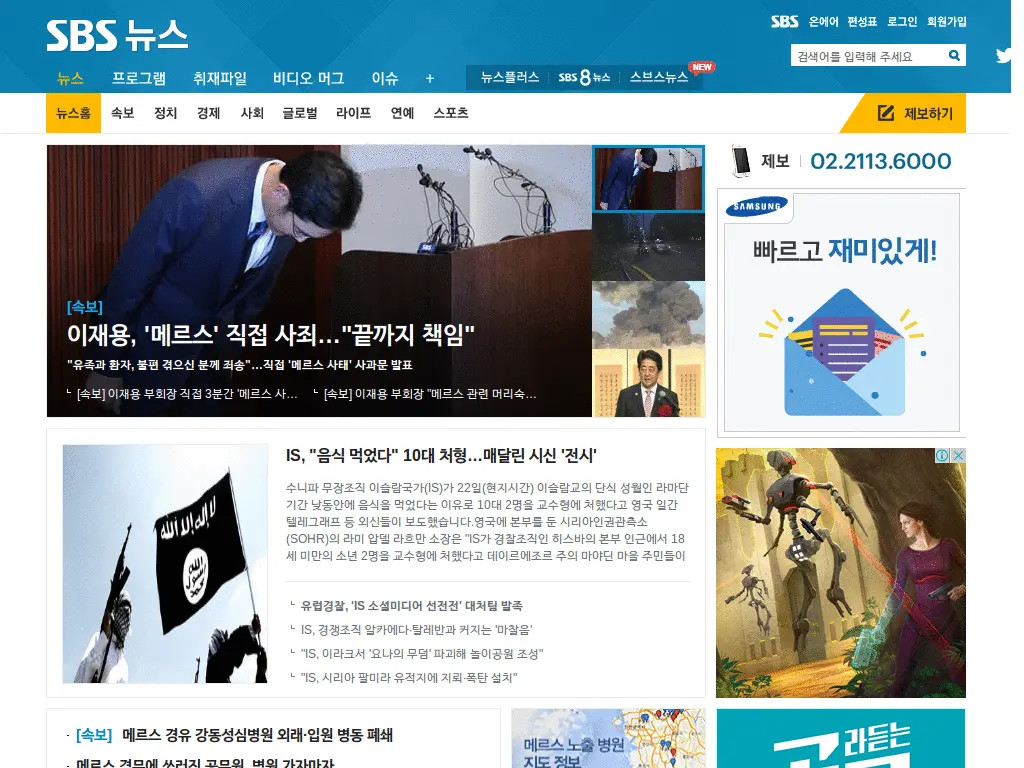 SBS 뉴스
SBS 온에어 편성표 로그인 회원가입
검색어를 입력해 주세요
뉴스 프로그램 취재파일 비디오 머그 이슈 +
뉴스플러스 SBS 8 뉴스 스브스뉴스 NEW
뉴스홈 속보 정치 경제 사회 글로벌 라이프 연예 스포츠
제보하기
제보 02.2113.6000
SBS
[속보]
이재용, '메르스' 직접 사죄…"끝까지 책임"
"유족과 환자, 불편 겪으신 분께 죄송"…직접 '메르스 사태' 사과문 발표
[속보] 이재용 부회장 직접 3분간 '메르스 사…
[속보] 이재용 부회장 "메르스 관련 머리숙…
SAMSUNG
빠르고 재미있게!
IS, "음식 먹었다" 10대 처형…매달린 시신 '전시'
수니파 무장조직 이슬람국가(IS)가 22일(현지시간) 이슬람교의 단식 성월인 라마단
기간 낮동안에 음식을 먹었다는 이유로 10대 2명을 교수형에 처했다고 영국 일간
텔레그래프 등 외신들이 보도했습니다.영국에 본부를 둔 시리아인권관측소
(SOHR)의 라미 압델 라흐만 소장은 "IS가 경찰조직인 히스바의 본부 인근에서 18
세 미만의 소년 2명을 교수형에 처했다고 데이르에조르 주의 마야딘 마을 주민들이
لا إله إلا الله
الله
رسول
محمد
유럽경찰, 'IS 소셜미디어 선전전' 대처팀 발족
IS, 경쟁조직 알카에다·탈레반과 커지는 '마찰음'
"IS, 이라크서 '요나의 무덤' 파괴해 놀이공원 조성"
"IS, 시리아 팔미라 유적지에 지뢰·폭탄 설치"
[속보] 메르스 경유 강동성심병원 외래·입원 병동 폐쇄
메르스 노출 병원
지도 정보
라듣는